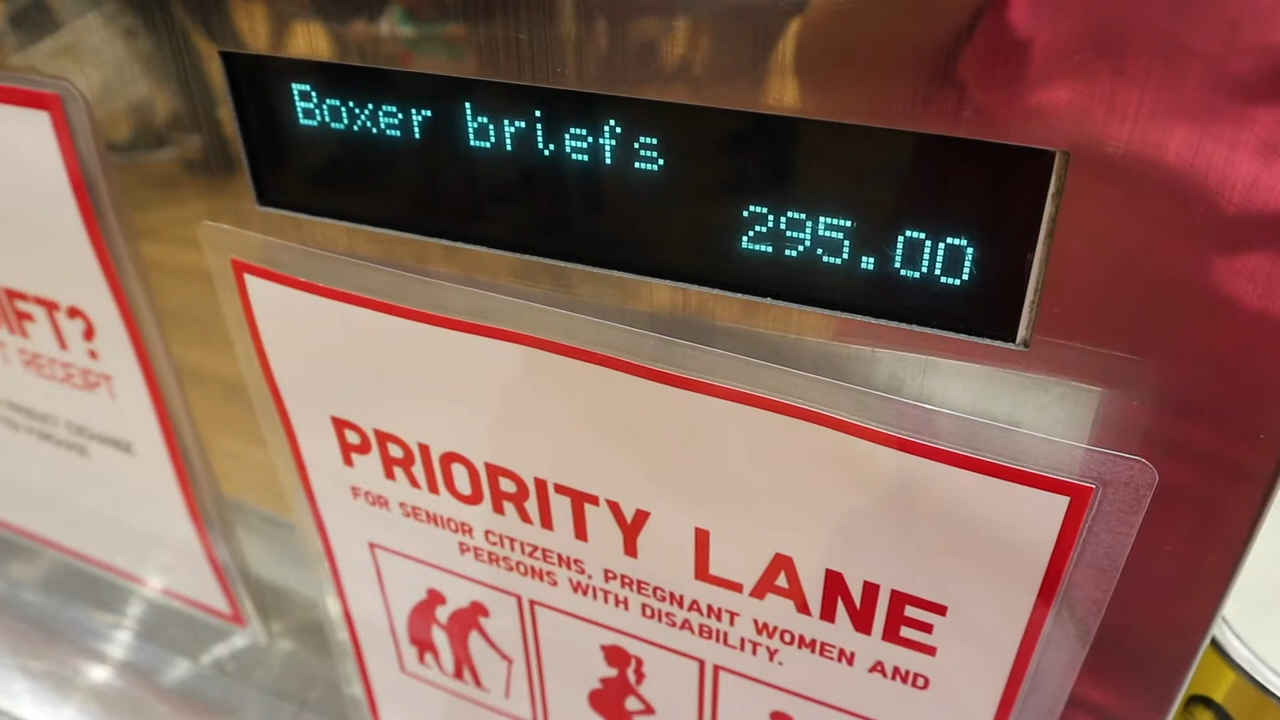 Boxer briefs
295.00
IFT?
T RECEIPT
PRIORITY LANE
FOR SENIOR CITIZENS, PREGNANT WOMEN AND
PERSONS WITH DISABILITY.